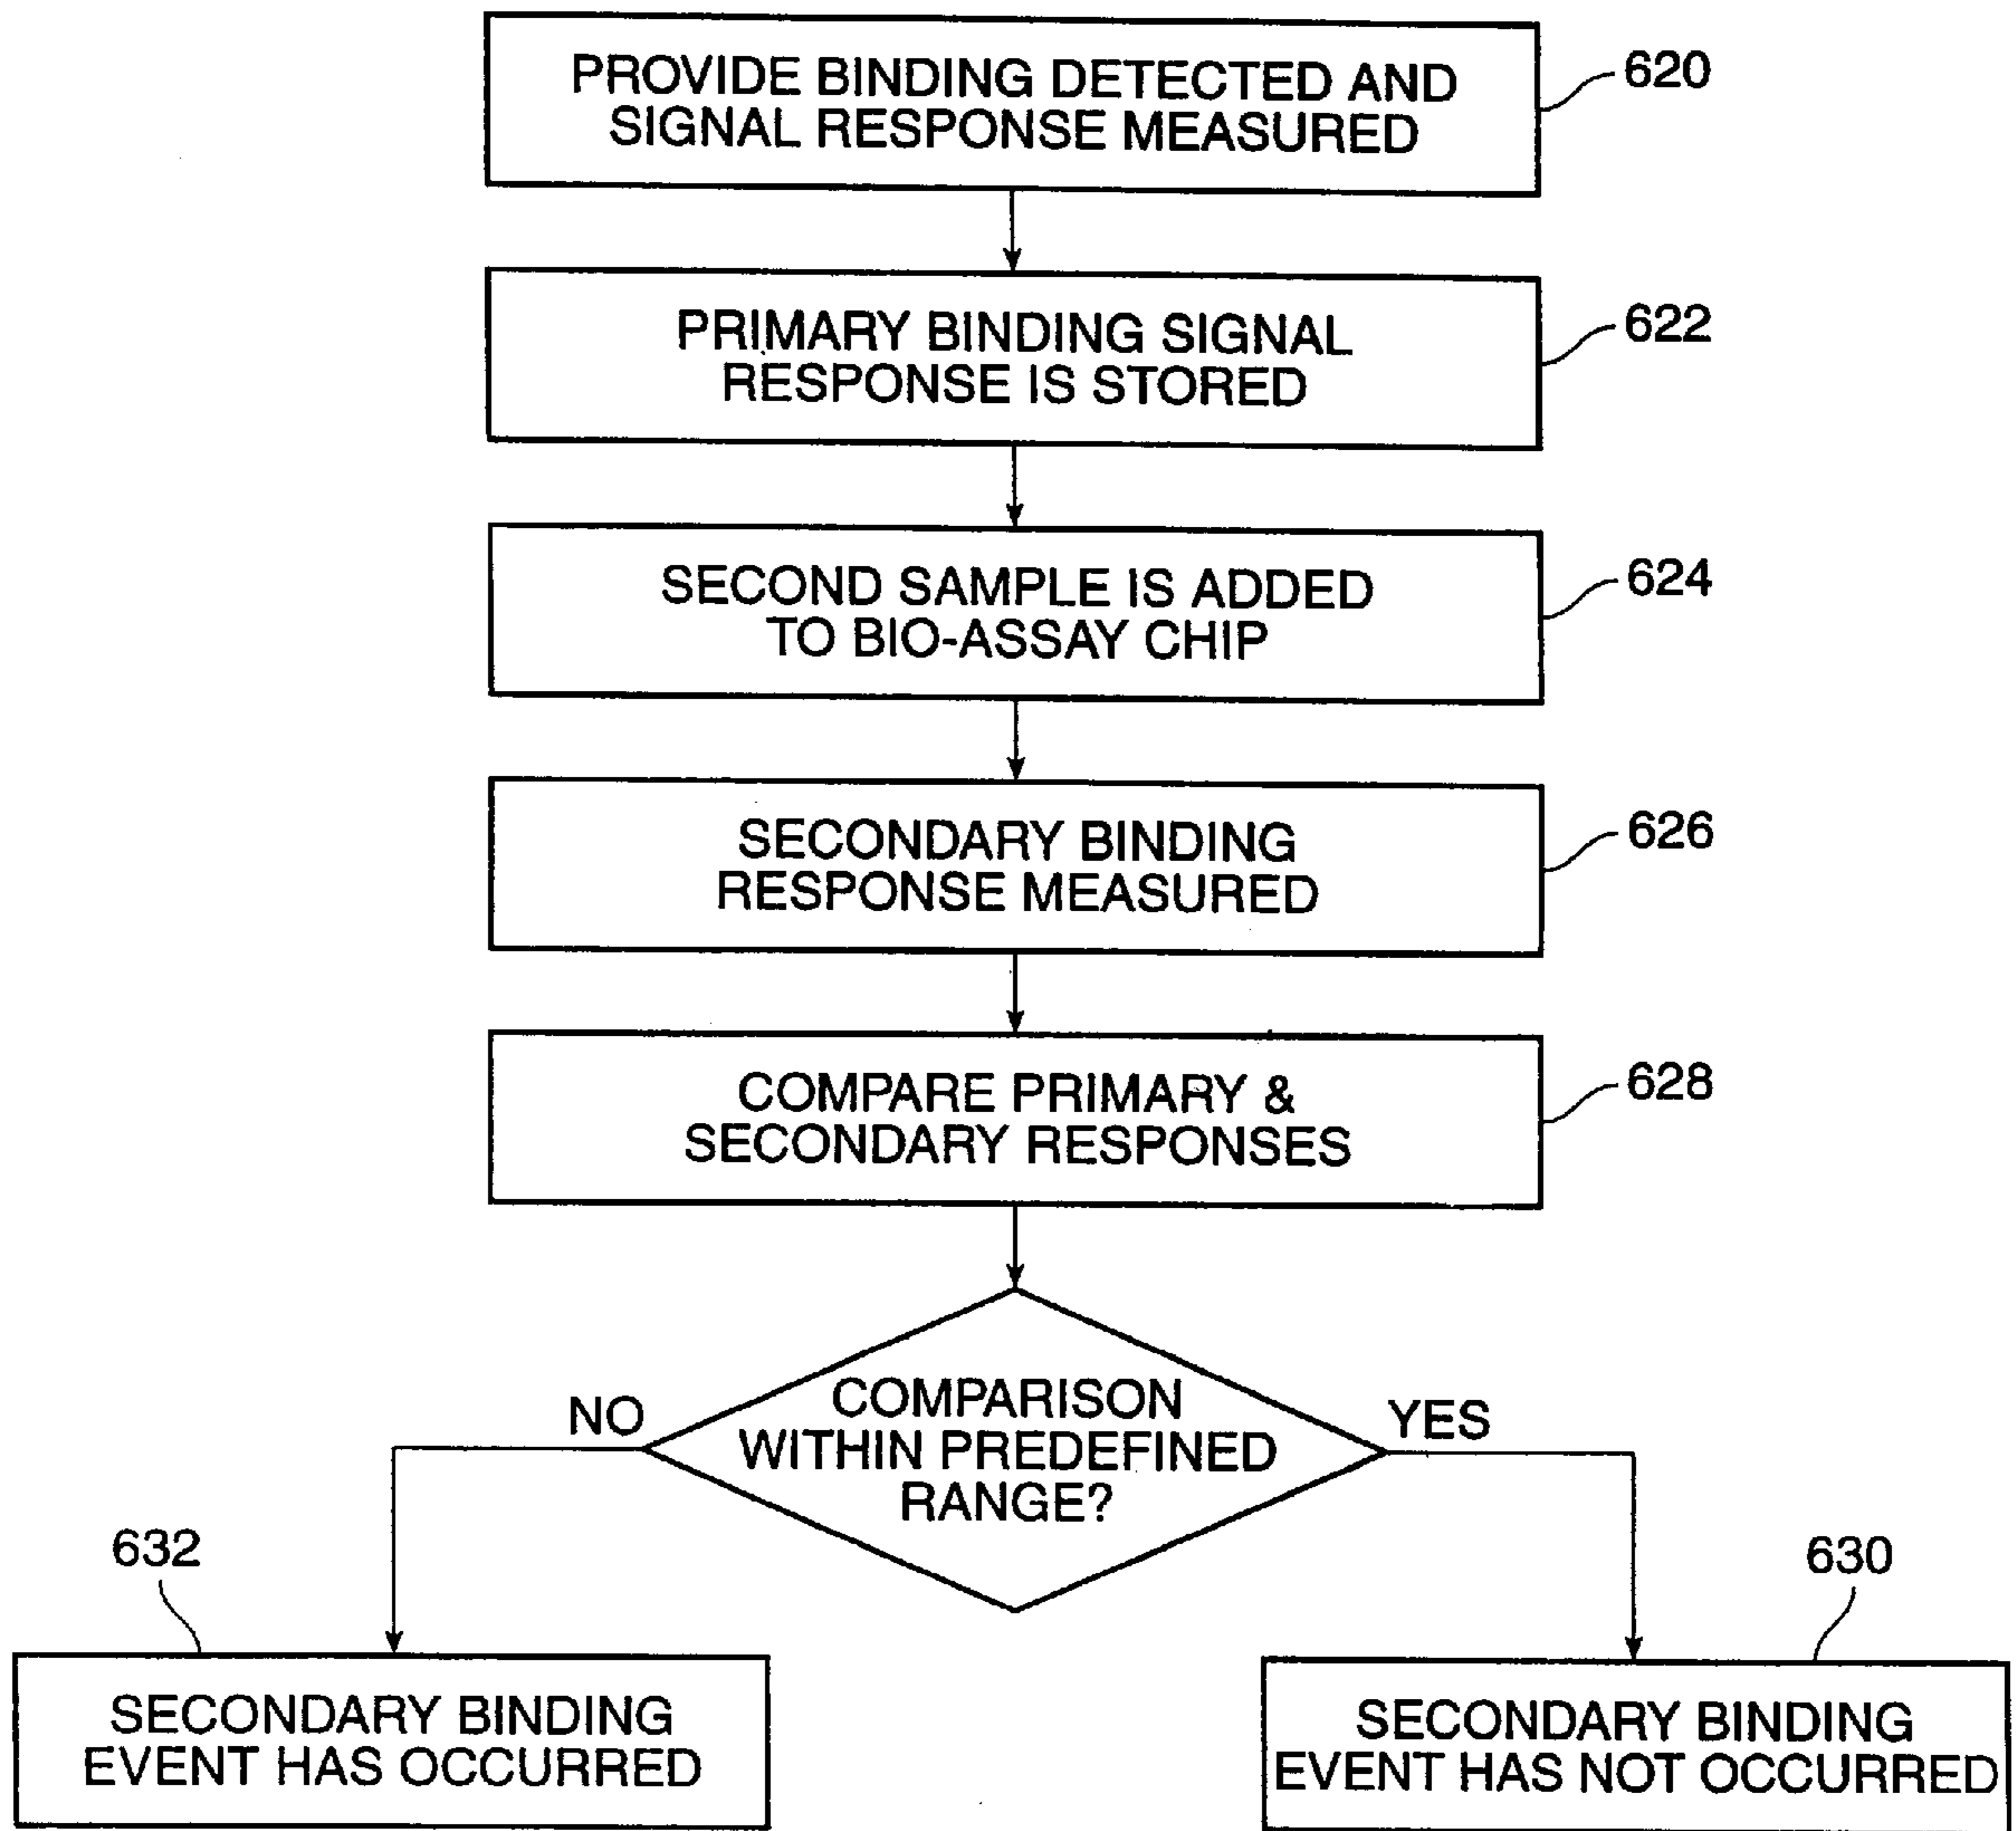 PROVIDE BINDING DETECTED AND
SIGNAL RESPONSE MEASURED
620
PRIMARY BINDING SIGNAL
RESPONSE IS STORED
622
SECOND SAMPLE IS ADDED
TO BIO-ASSAY CHIP
624
SECONDARY BINDING
RESPONSE MEASURED
626
COMPARE PRIMARY &
SECONDARY RESPONSES
628
COMPARISON
WITHIN PREDEFINED
RANGE?
NO
YES
632
SECONDARY BINDING
EVENT HAS OCCURRED
630
SECONDARY BINDING
EVENT HAS NOT OCCURRED